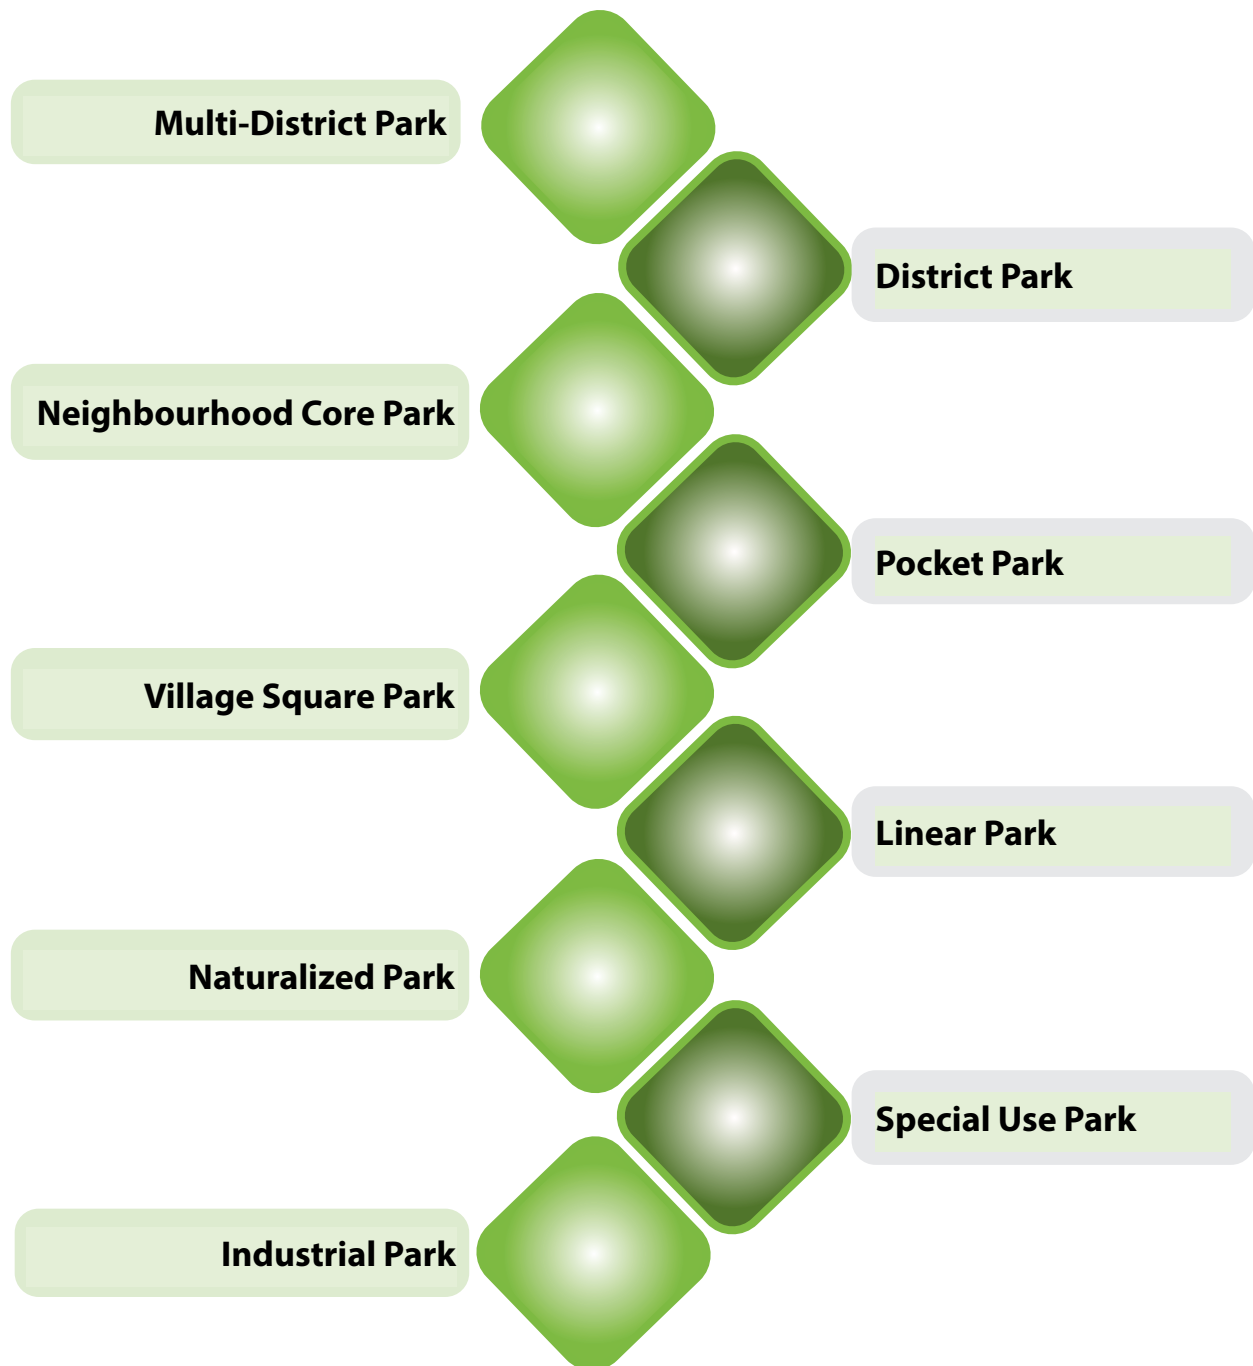 Multi-District Park
District Park
Neighbourhood Core Park
Pocket Park
Village Square Park
Linear Park
Naturalized Park
Special Use Park
Industrial Park